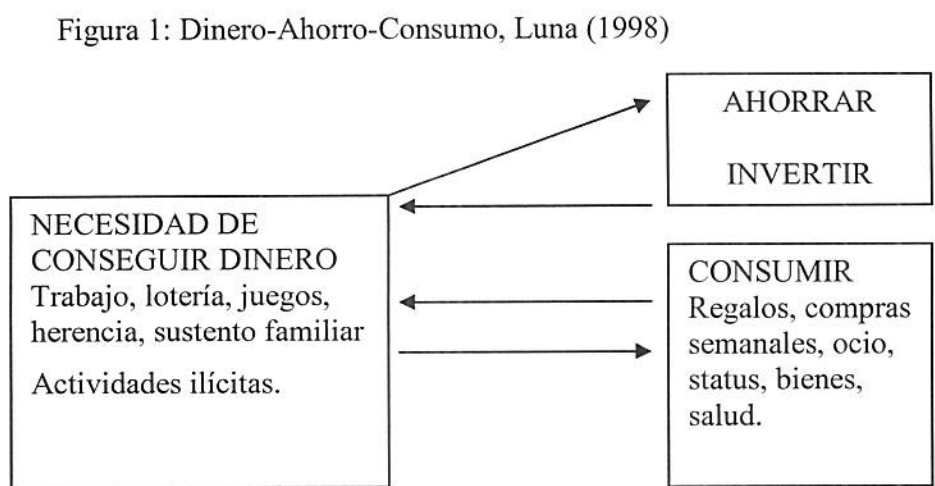 Figura 1: Dinero-Ahorro-Consumo, Luna (1998)
AHORRAR
INVERTIR
NECESIDAD DE
CONSEGUIR DINERO
Trabajo, lotería, juegos,
herencia, sustento familiar
Actividades ilícitas.
CONSUMIR
Regalos, compras
semanales, ocio,
status, bienes,
salud.